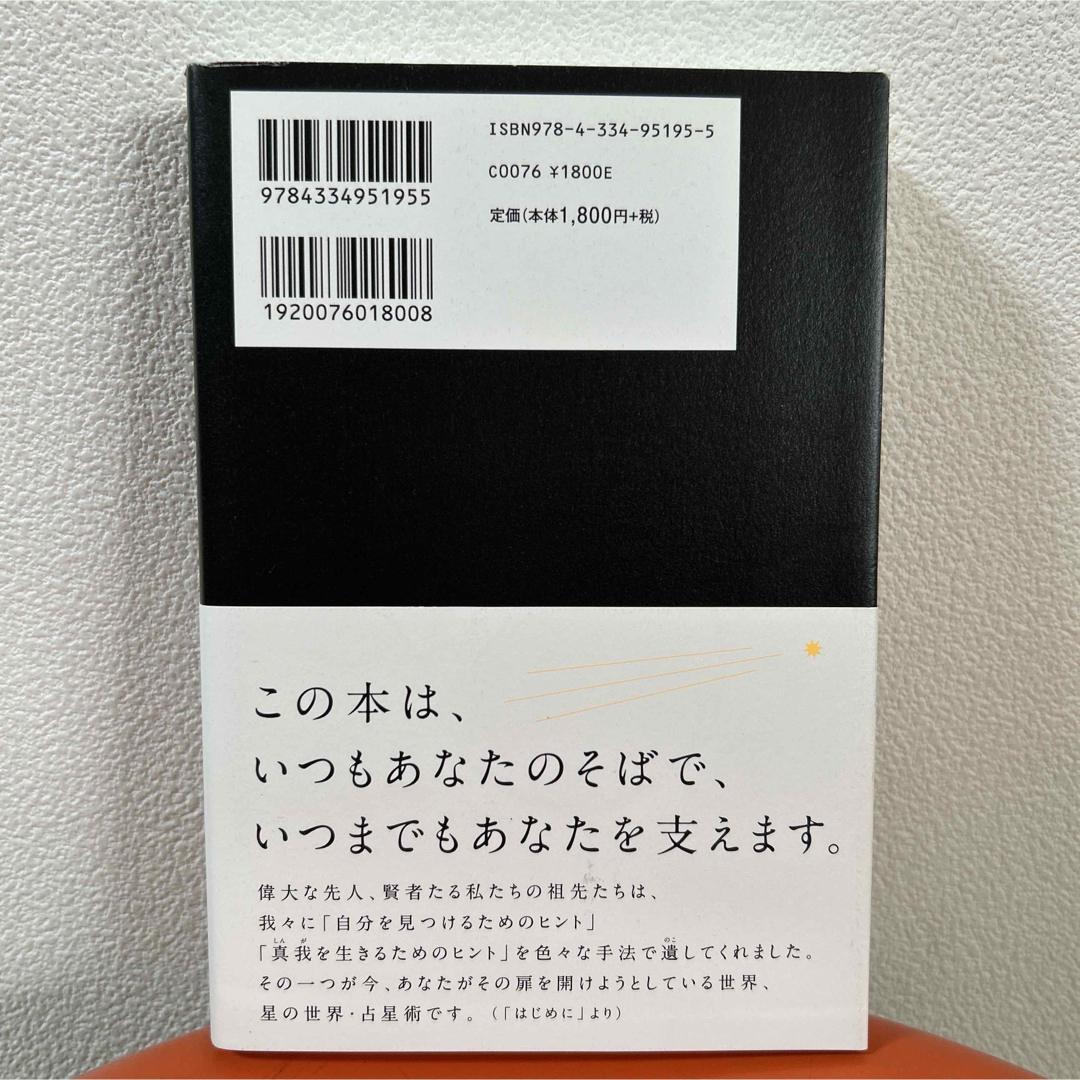 ISBN978-4-334-95195-5
C0076 ¥1800E
定価(本体1,800円+税)
9784334951955
1920076018008
この本は、
いつもあなたのそばで、
いつまでもあなたを支えます。
偉大な先人、賢者たる私たちの祖先たちは、
我々に「自分を見つけるためのヒント」
「真我を生きるためのヒント」を色々な手法で遺してくれました。
しん が
のこ
その一つが今、あなたがその扉を開けようとしている世界、
星の世界・占星術です。(「はじめに」より)